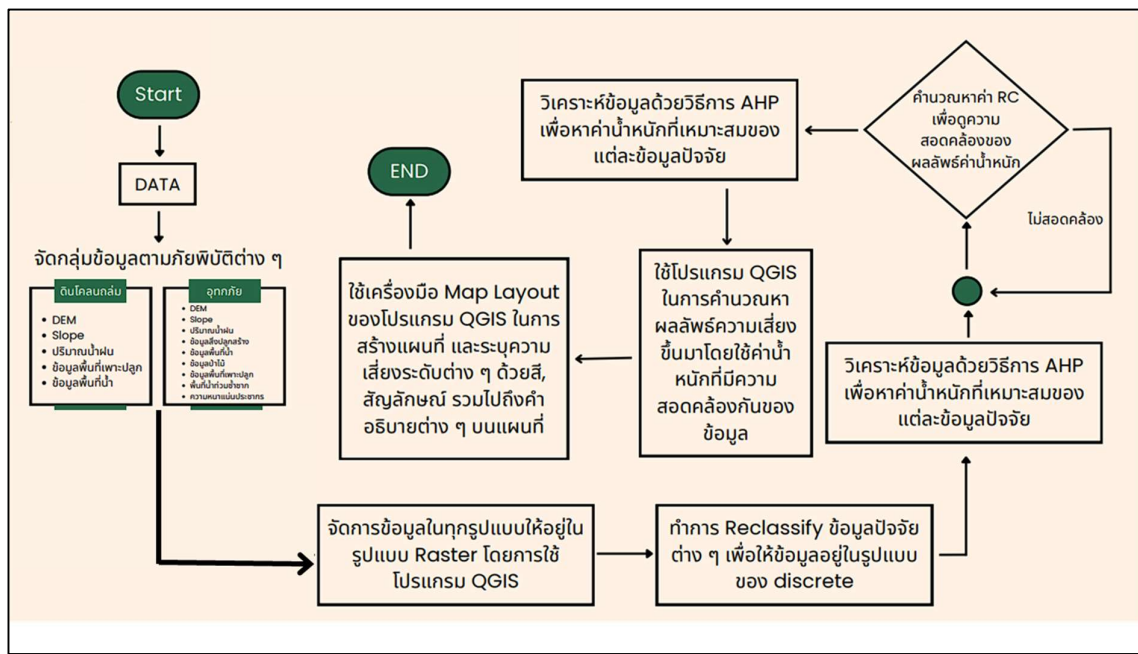 Start
DATA
จัดกลุ่มข้อมูลตามภัยพิบัติต่าง ๆ
ดินโคลนถล่ม
• DEM
• Slope
• ปริมาณน้ำฝน
• ข้อมูลพื้นที่เพาะปลูก
• ข้อมูลพื้นที่น้ำ
อุทกภัย
• DEM
• Slope
• ปริมาณน้ำฝน
• ข้อมูลสิ่งปลูกสร้าง
• ข้อมูลพื้นที่น้ำ
• ข้อมูลป่าไม้
• ข้อมูลพื้นที่เพาะปลูก
• พื้นที่น้ำท่วมซ้ำซาก
• ความหนาแน่นประชากร
จัดการข้อมูลในทุกรูปแบบให้อยู่ใน
รูปแบบ Raster โดยการใช้
โปรแกรม QGIS
ทำการ Reclassify ข้อมูลปัจจัย
ต่าง ๆ เพื่อให้ข้อมูลอยู่ในรูปแบบ
ของ discrete
วิเคราะห์ข้อมูลด้วยวิธีการ AHP
เพื่อหาค่าน้ำหนักที่เหมาะสมของ
แต่ละข้อมูลปัจจัย
คำนวณหาค่า RC
เพื่อดูความ
สอดคล้องของ
ผลลัพธ์ค่าน้ำหนัก
ไม่สอดคล้อง
วิเคราะห์ข้อมูลด้วยวิธีการ AHP
เพื่อหาค่าน้ำหนักที่เหมาะสมของ
แต่ละข้อมูลปัจจัย
ใช้โปรแกรม QGIS
ในการคำนวณหา
ผลลัพธ์ความเสี่ยง
ขึ้นมาโดยใช้ค่าน้ำ
หนักที่มีความ
สอดคล้องกันของ
ข้อมูล
ใช้เครื่องมือ Map Layout
ของโปรแกรม QGIS ในการ
สร้างแผนที่ และระบุความ
เสี่ยงระดับต่าง ๆ ด้วยสี,
สัญลักษณ์ รวมไปถึงคำ
อธิบายต่าง ๆ บนแผนที่
END